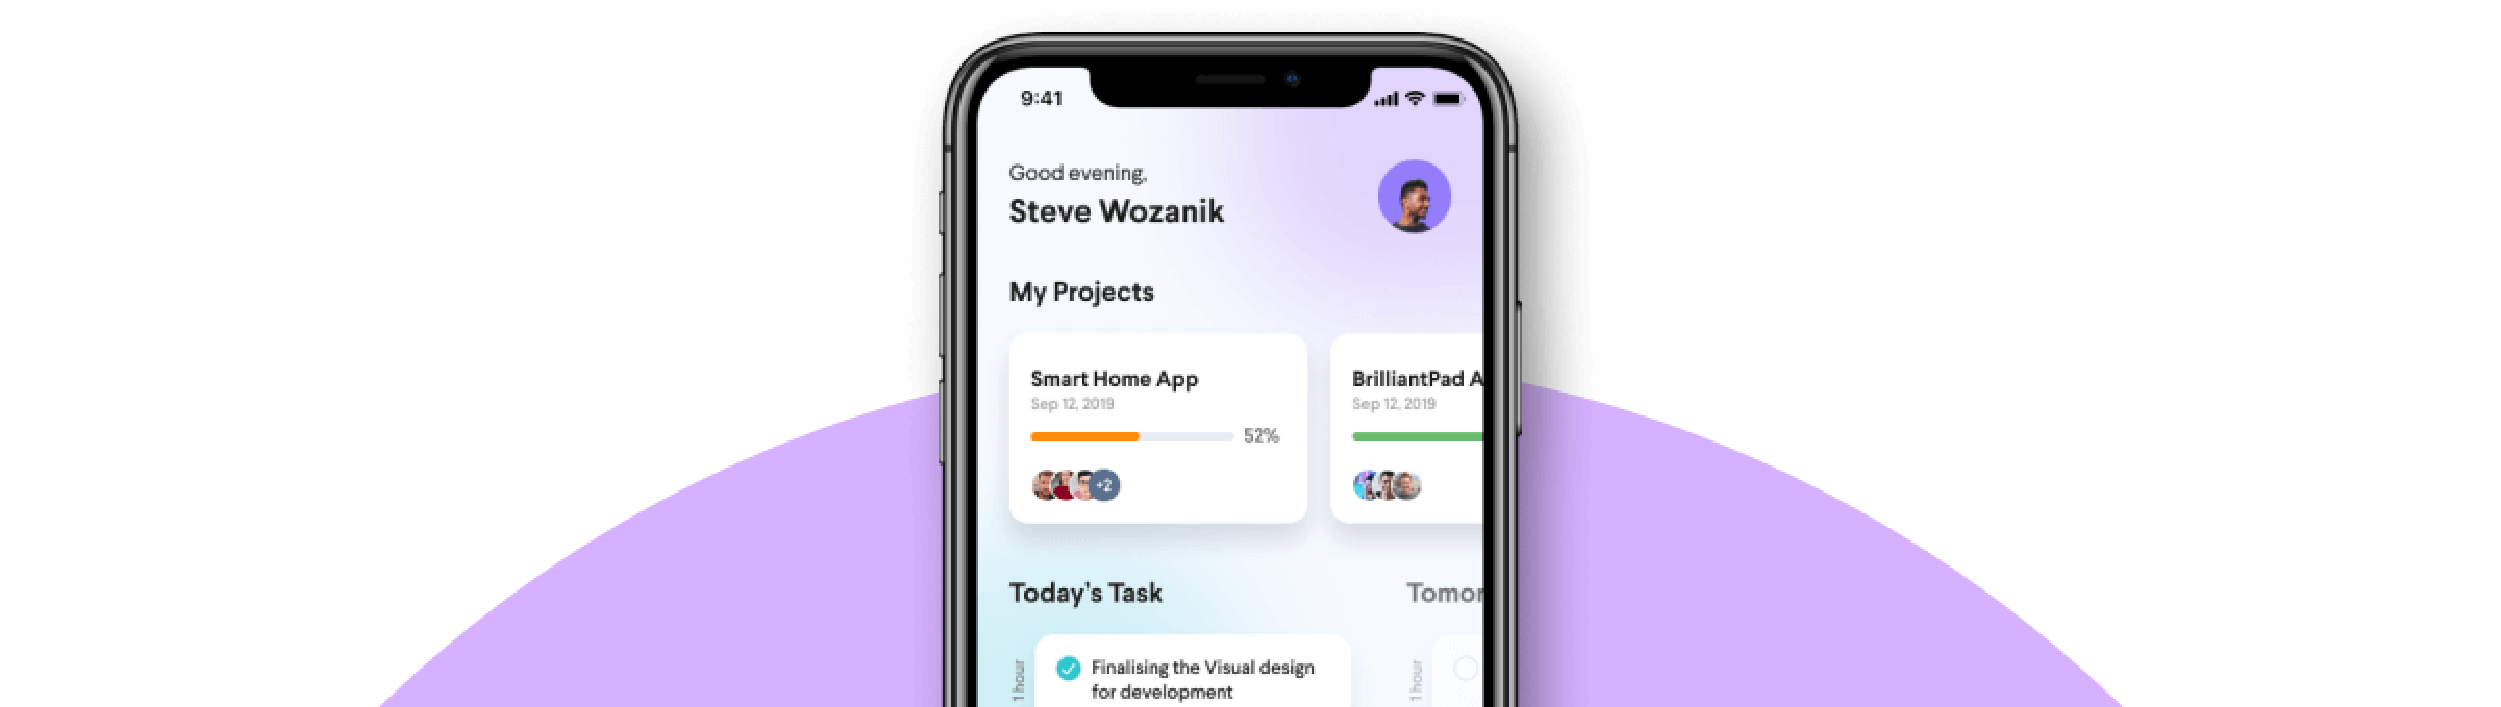 9:41
Good evening,
Steve Wozanik
My Projects
Smart Home App
Sep 12, 2019
52%
+2
BrilliantPad A
Sep 12, 2019
Today's Task
Tomor
1 hour
Finalising the Visual design
for development
1 hour